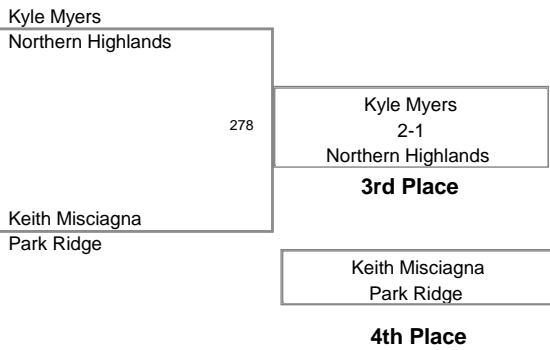 Kyle Myers
Northern Highlands
278
Kyle Myers
2-1
Northern Highlands
3rd Place
Keith Misciagna
Park Ridge
Keith Misciagna
Park Ridge
4th Place